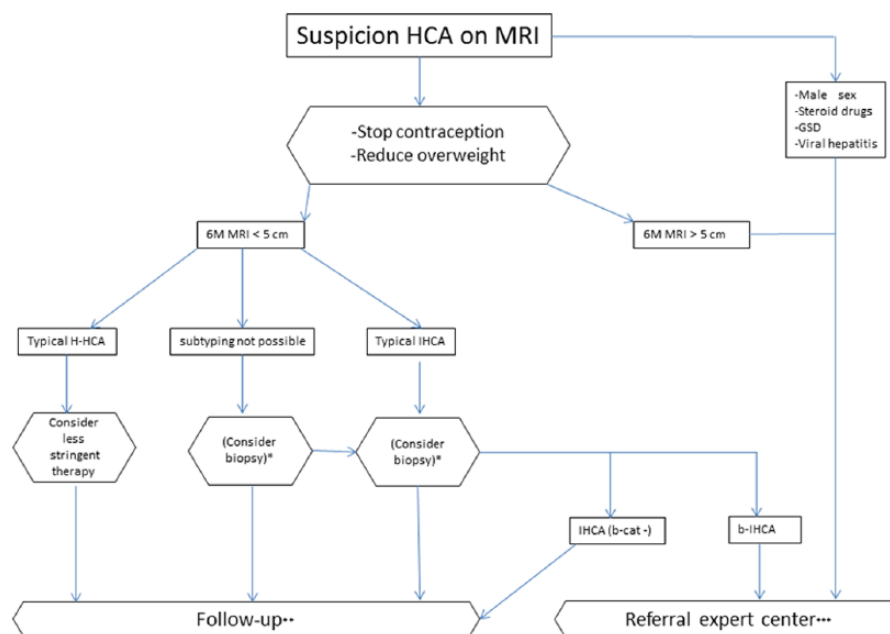 Suspicion HCA on MRI
-Male sex
-Steroid drugs
-GSD
-Viral hepatitis
-Stop contraception
-Reduce overweight
6M MRI < 5 cm
6M MRI > 5 cm
Typical H-HCA
subtyping not possible
Typical IHCA
Consider
less
stringent
therapy
(Consider
biopsy)*
(Consider
biopsy)*
IHCA (b-cat -)
b-IHCA
Follow-up••
Referral expert center•••